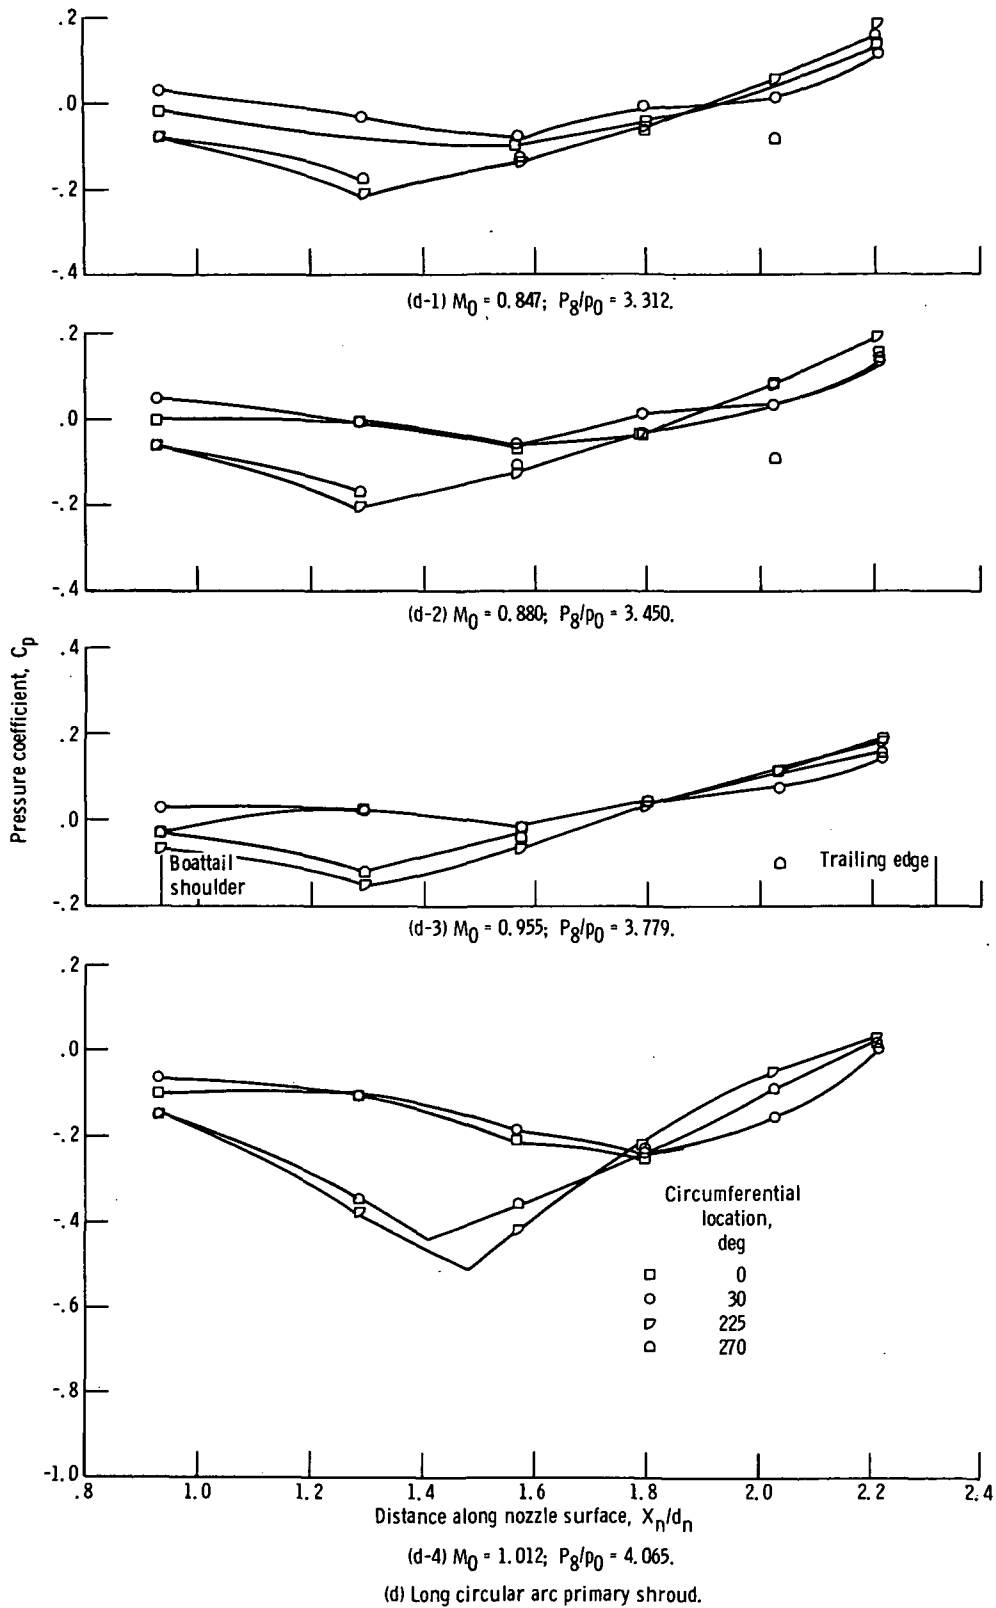 .2
.0
-.2
-.4
(d-1) M0 = 0.847; P8/p0 = 3.312.
.2
.0
-.2
-.4
(d-2) M0 = 0.880; P8/p0 = 3.450.
Pressure coefficient, Cp
.4
.2
.0
-.2
Boattail
shoulder
Trailing edge
(d-3) M0 = 0.955; P8/p0 = 3.779.
.2
.0
-.2
-.4
-.6
-.8
-1.0
Circumferential
location,
deg
0
30
225
270
.8 1.0 1.2 1.4 1.6 1.8 2.0 2.2 2.4
Distance along nozzle surface, Xn/dn
(d-4) M0 = 1.012; P8/p0 = 4.065.
(d) Long circular arc primary shroud.